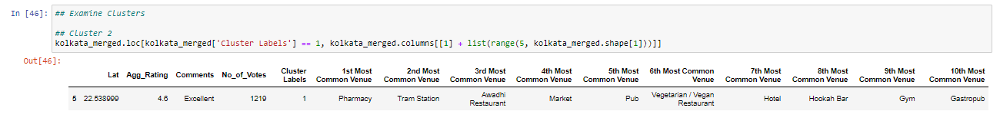 In [46]: ## Examine Clusters
## Cluster 2
kolkata_merged.loc[kolkata_merged['Cluster Labels'] == 1, kolkata_merged.columns[[1] + list(range(5, kolkata_merged.shape[1]))]]
Out[46]:
Lat Agg_Rating Comments No_of_Votes Cluster Labels 1st Most Common Venue 2nd Most Common Venue 3rd Most Common Venue 4th Most Common Venue 5th Most Common Venue 6th Most Common Venue 7th Most Common Venue 8th Most Common Venue 9th Most Common Venue 10th Most Common Venue
5 22.538999 4.6 Excellent 1219 1 Pharmacy Tram Station Awadhi Restaurant Market Pub Vegetarian / Vegan Restaurant Hotel Hookah Bar Gym Gastropub